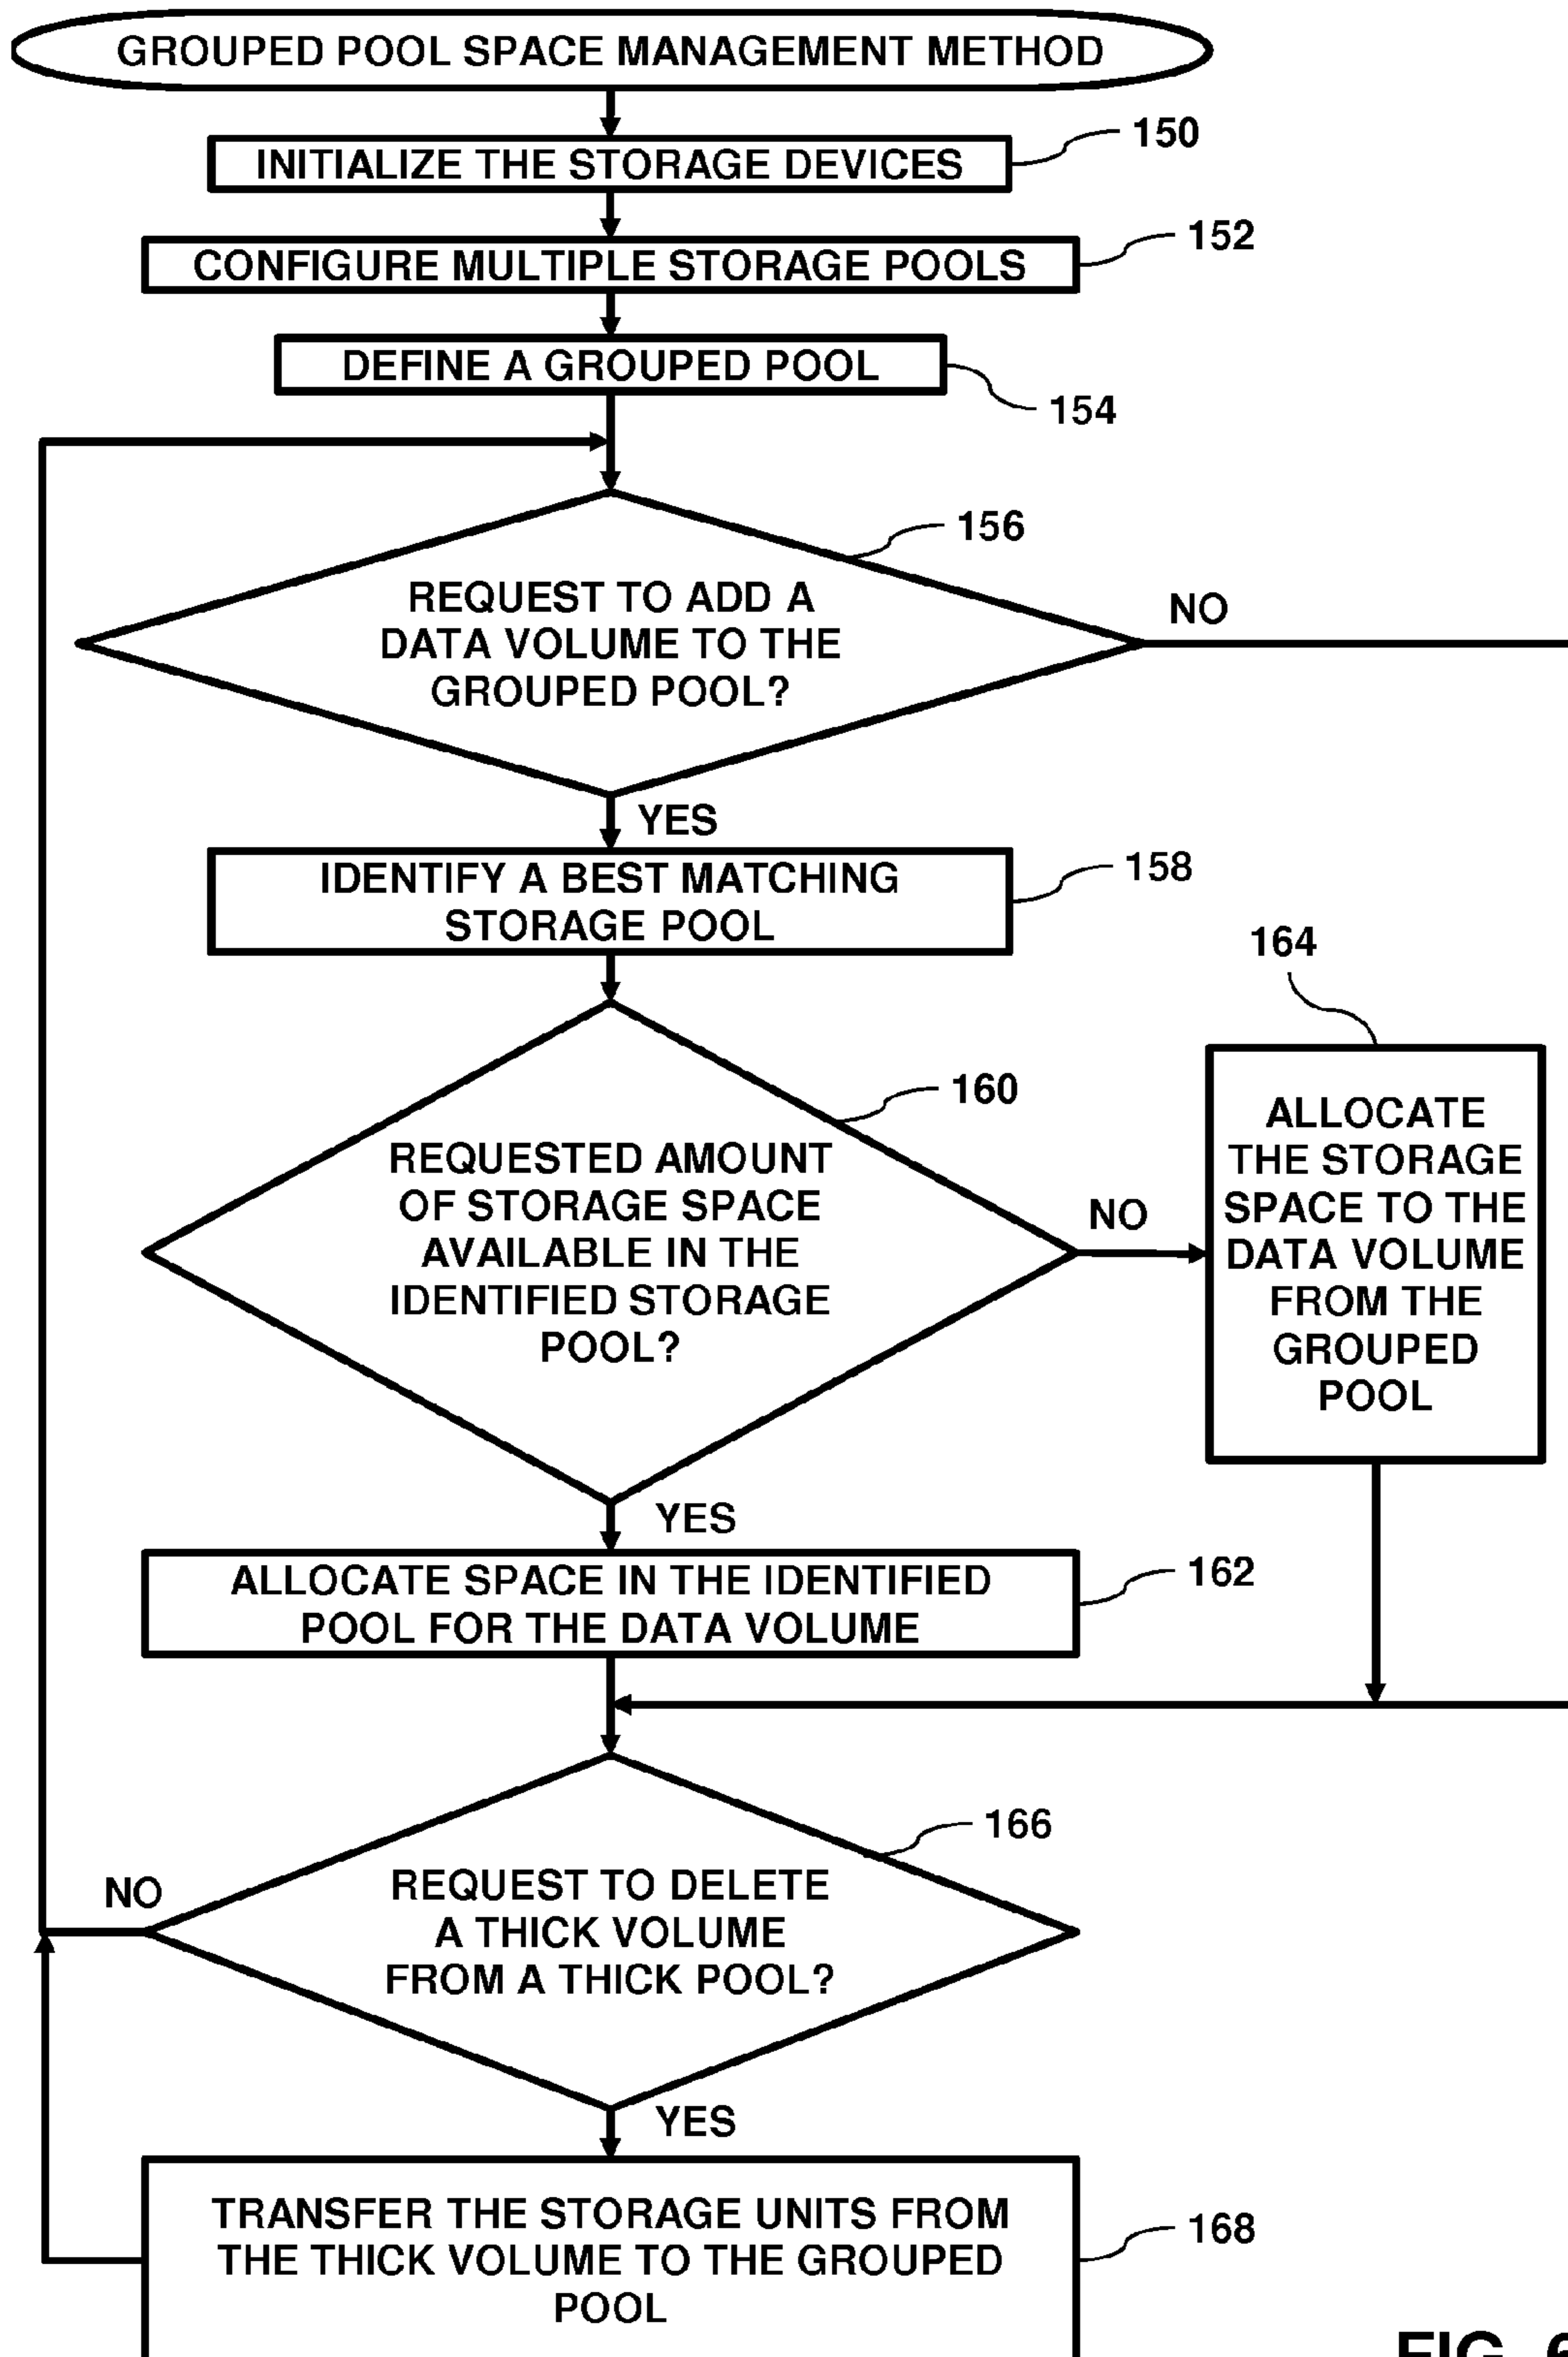 GROUPED POOL SPACE MANAGEMENT METHOD
150
INITIALIZE THE STORAGE DEVICES
152
CONFIGURE MULTIPLE STORAGE POOLS
DEFINE A GROUPED POOL
154
156
REQUEST TO ADD A
DATA VOLUME TO THE
GROUPED POOL?
NO
YES
IDENTIFY A BEST MATCHING
STORAGE POOL
158
164
160
REQUESTED AMOUNT
OF STORAGE SPACE
AVAILABLE IN THE
IDENTIFIED STORAGE
POOL?
NO
ALLOCATE
THE STORAGE
SPACE TO THE
DATA VOLUME
FROM THE
GROUPED
POOL
YES
ALLOCATE SPACE IN THE IDENTIFIED
POOL FOR THE DATA VOLUME
162
166
REQUEST TO DELETE
A THICK VOLUME
FROM A THICK POOL?
NO
YES
TRANSFER THE STORAGE UNITS FROM
THE THICK VOLUME TO THE GROUPED
POOL
168
FIG. 6